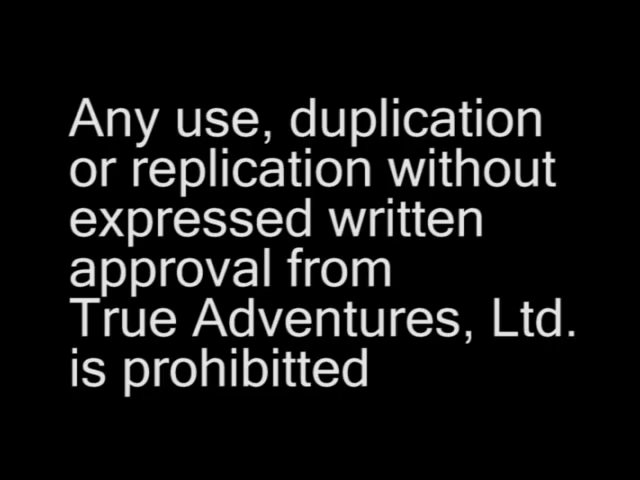 Any use, duplication
or replication without
expressed written
approval from
True Adventures, Ltd.
is prohibitted